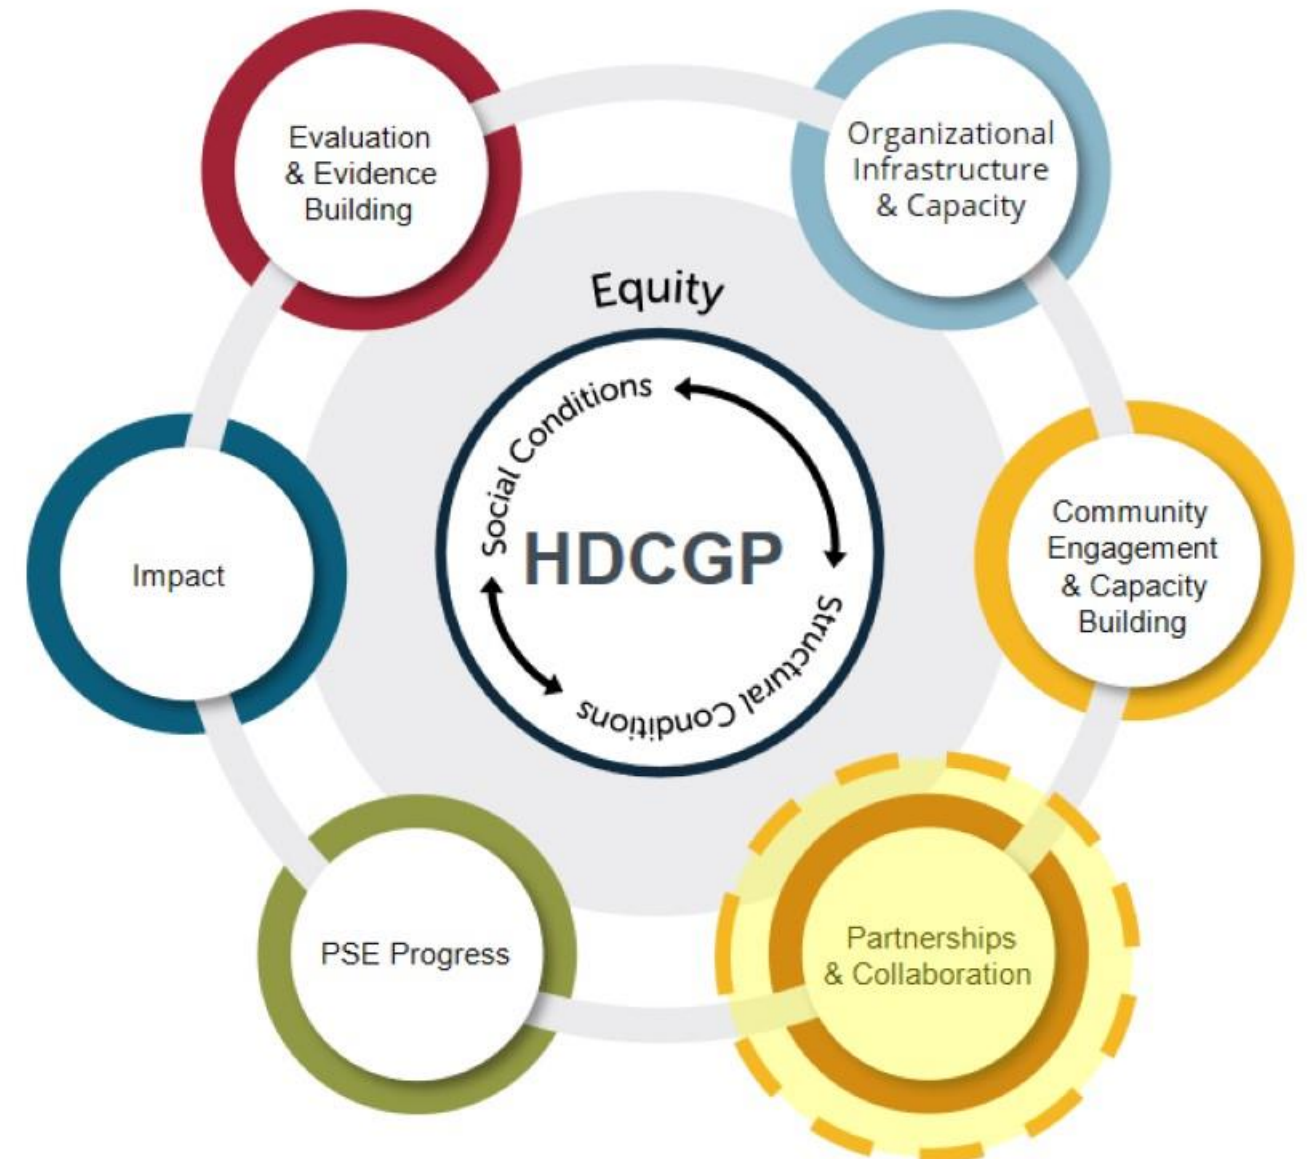 Evaluation
& Evidence
Building
Organizational
Infrastructure
& Capacity
Equity
Social Conditions
HDCGP
Structural Conditions
Impact
Community
Engagement
& Capacity
Building
PSE Progress
Partnerships
& Collaboration